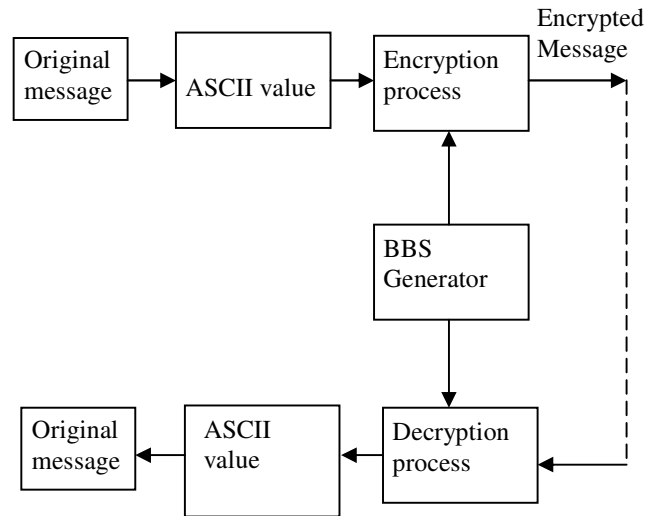 Original
message
ASCII value
Encryption
process
Encrypted
Message
BBS
Generator
Original
message
ASCII
value
Decryption
process